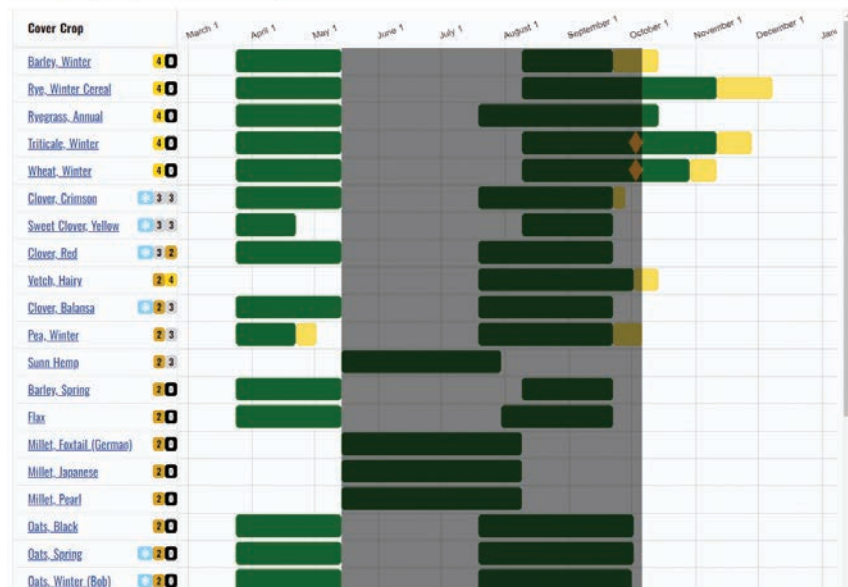 Cover Crop March 1 April 1 May 1 June 1 July 1 August 1 September 1 October 1 November 1 December 1 Janu
Barley, Winter 4 0
Rye, Winter Cereal 4 0
Ryegrass, Annual 4 0
Triticale, Winter 4 0
Wheat, Winter 4 0
Clover, Crimson 3 3
Sweet Clover, Yellow 3 3
Clover, Red 3 2
Vetch, Hairy 2 4
Clover, Balansa 2 3
Pea, Winter 2 3
Sunn Hemp 2 3
Barley, Spring 2 0
Flax 2 0
Millet, Foxtail (German) 2 0
Millet, Japanese 2 0
Millet, Pearl 2 0
Oats, Black 2 0
Oats, Spring 2 0
Oats, Winter (Bob) 2 0